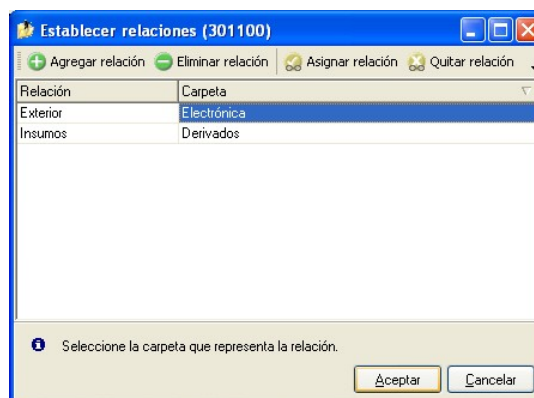 Establecer relaciones (301100)
Agregar relación Eliminar relación Asignar relación Quitar relación
Relación Carpeta
Exterior Electrónica
Insumos Derivados
Seleccione la carpeta que representa la relación.
Aceptar Cancelar